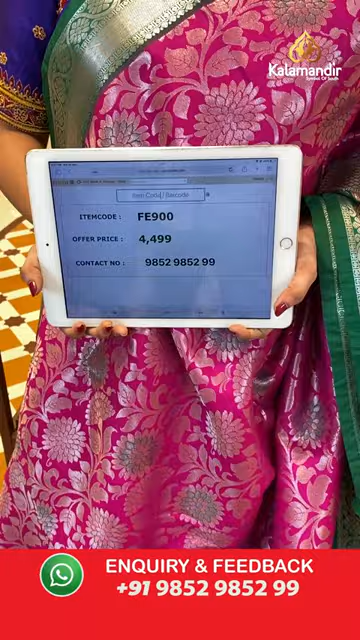 Kalamandir
Item Code / Barcode
ITEMCODE : FE900
OFFER PRICE : 4,499
CONTACT NO : 9852 9852 99
ENQUIRY & FEEDBACK
+91 9852 9852 99